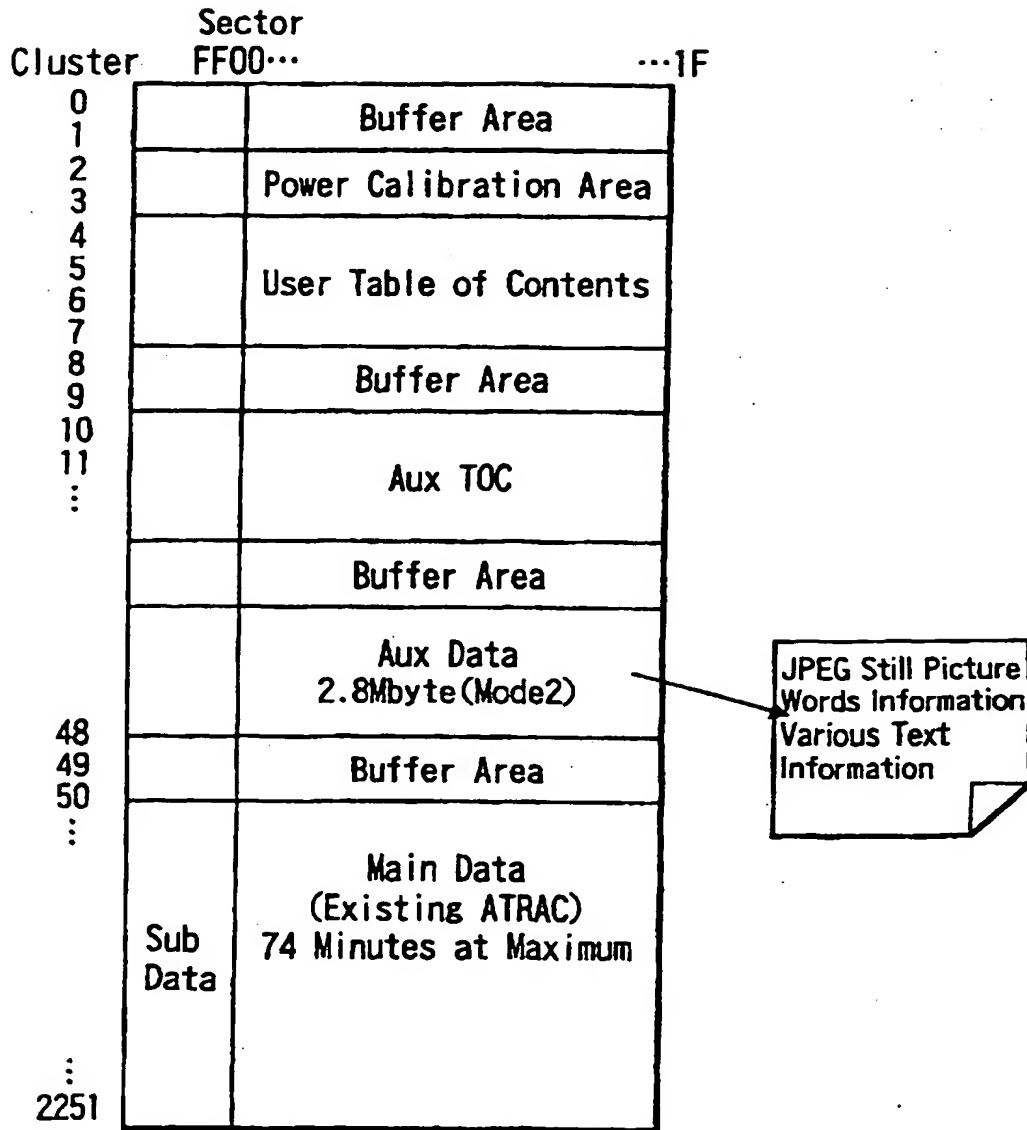 Sector
Cluster FF00··· ···1F
0
1
Buffer Area
2
3
Power Calibration Area
4
5
6
7
User Table of Contents
8
9
Buffer Area
10
11
⋮
Aux TOC
Buffer Area
Aux Data
2.8Mbyte(Mode2)
JPEG Still Picture
Words Information
Various Text
Information
48
49
Buffer Area
50
⋮
Main Data
(Existing ATRAC)
74 Minutes at Maximum
Sub
Data
⋮
2251